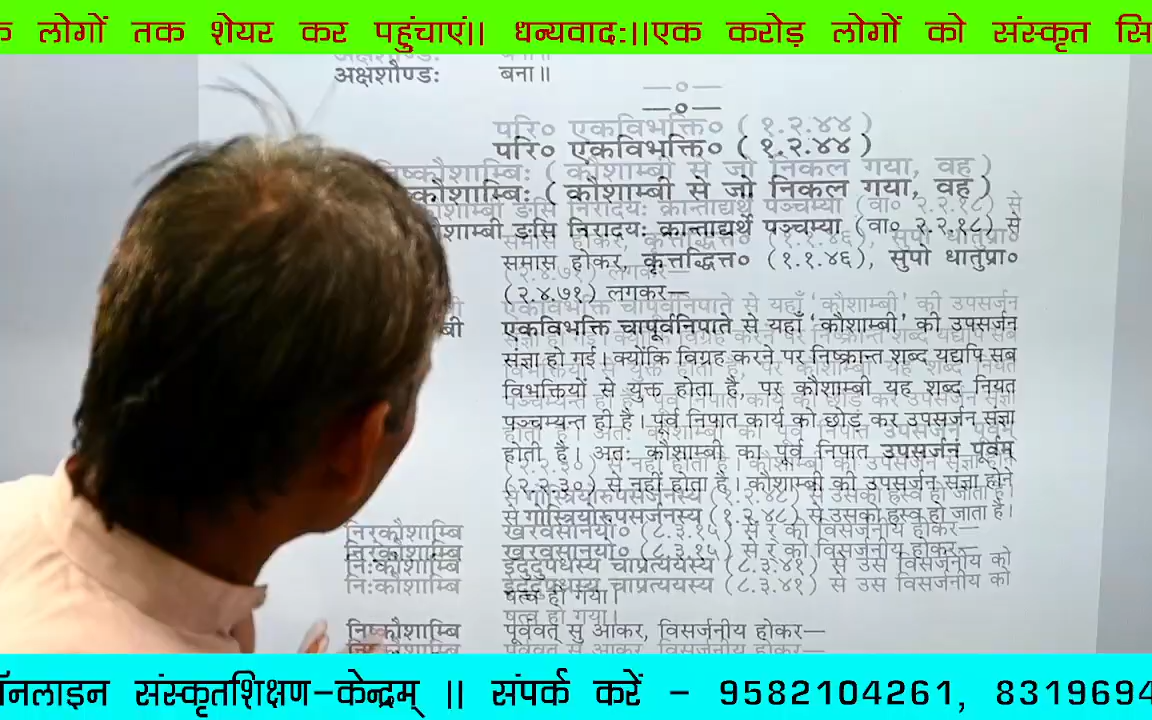 लोगों तक शेयर कर पहुंचाएं|| धन्यवादः||एक करोड़ लोगों को संस्कृत सि
अक्षशौण्डः बना॥
—०—
परि० एकविभक्ति० ( १.२.४४ )
कौशाम्बिः ( कौशाम्बी से जो निकल गया, वह )
शाम्बी ङसि निरादयः क्रान्ताद्यर्थे पञ्चम्या (वा० २.२.१८) से
समास होकर, कृत्तद्धित० (१.१.४६), सुपो धातुप्रा०
(२.४.७१) लगकर—
एकविभक्ति चापूर्वनिपाते से यहाँ 'कौशाम्बी' की उपसर्जन
संज्ञा हो गई। क्योंकि विग्रह करने पर निष्क्रान्त शब्द यद्यपि सब
विभक्तियों से युक्त होता है, पर कौशाम्बी यह शब्द नियत
पञ्चम्यन्त ही है। पूर्व निपात कार्य को छोड़ कर उपसर्जन संज्ञा
होती है। अतः कौशाम्बी का पूर्व निपात उपसर्जनं पूर्वम्
(२.२.३०) से नहीं होता है। कौशाम्बी की उपसर्जन संज्ञा होने
से गोस्त्रियोरुपसर्जनस्य (१.२.४८) से उसको ह्रस्व हो जाता है।
निर्कौशाम्बि खरवसानयो० (८.३.१५) से र् को विसर्जनीय होकर—
निःकौशाम्बि इदुदुपधस्य चाप्रत्ययस्य (८.३.४१) से उस विसर्जनीय को
षत्व हो गया।
निष्कौशाम्बि पूर्ववत् सु आकर, विसर्जनीय होकर—
ऑनलाइन संस्कृतशिक्षण-केन्द्रम् || संपर्क करें - 9582104261, 8319694